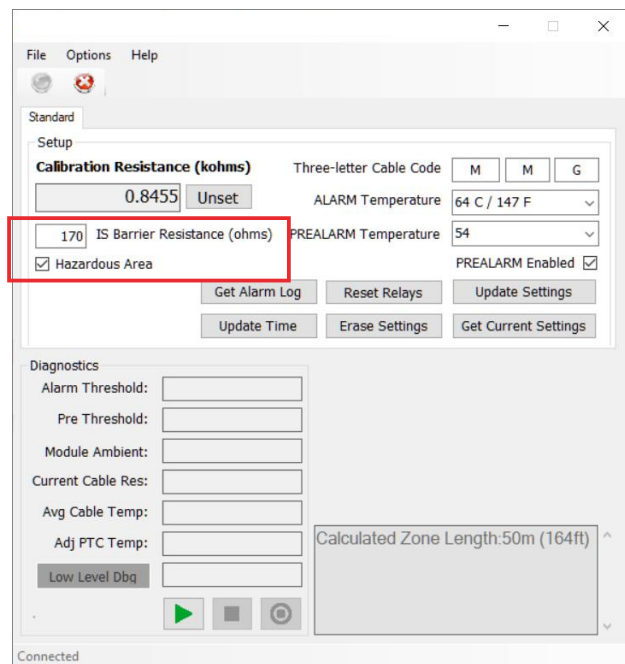 File Options Help
Standard
Setup
Calibration Resistance (kohms)
Three-letter Cable Code M M G
0.8455 Unset
ALARM Temperature 64 C / 147 F
170 IS Barrier Resistance (ohms)
PREALARM Temperature 54
Hazardous Area
PREALARM Enabled
Get Alarm Log Reset Relays Update Settings
Update Time Erase Settings Get Current Settings
Diagnostics
Alarm Threshold:
Pre Threshold:
Module Ambient:
Current Cable Res:
Avg Cable Temp:
Adj PTC Temp:
Calculated Zone Length:50m (164ft)
Low Level Dbg
Connected